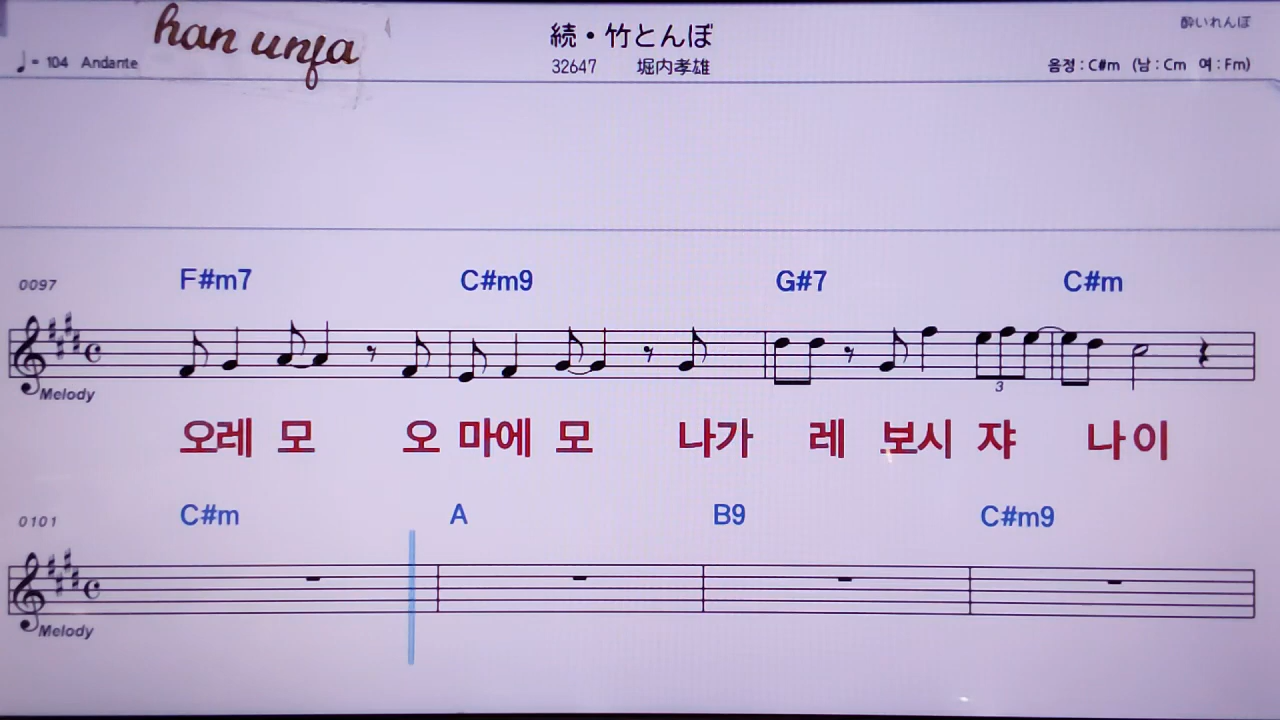 han unja
続・竹とんぼ
酔いれんぼ
♩= 104 Andante
32647 堀内孝雄
음정 : C#m (남 : Cm 여 : Fm)
0097 F#m7 C#m9 G#7 C#m
3
Melody
오레 모 오 마에 모 나가 레 보시 쟈 나이
0101 C#m A B9 C#m9
Melody